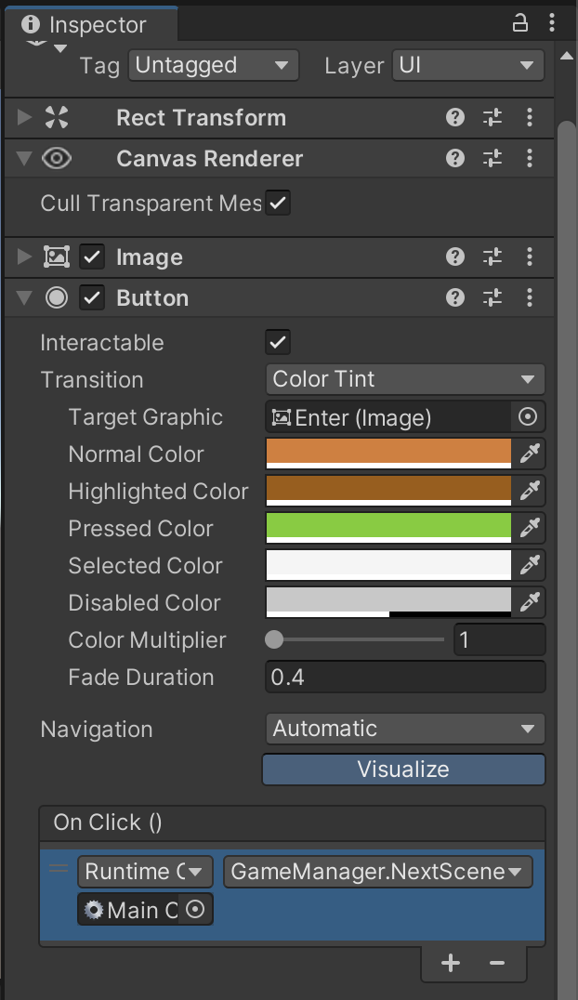 Inspector
Tag Untagged Layer UI
Rect Transform
Canvas Renderer
Cull Transparent Mes
Image
Button
Interactable
Transition Color Tint
Target Graphic Enter (Image)
Normal Color
Highlighted Color
Pressed Color
Selected Color
Disabled Color
Color Multiplier 1
Fade Duration 0.4
Navigation Automatic
Visualize
On Click ()
Runtime C GameManager.NextScene
Main C